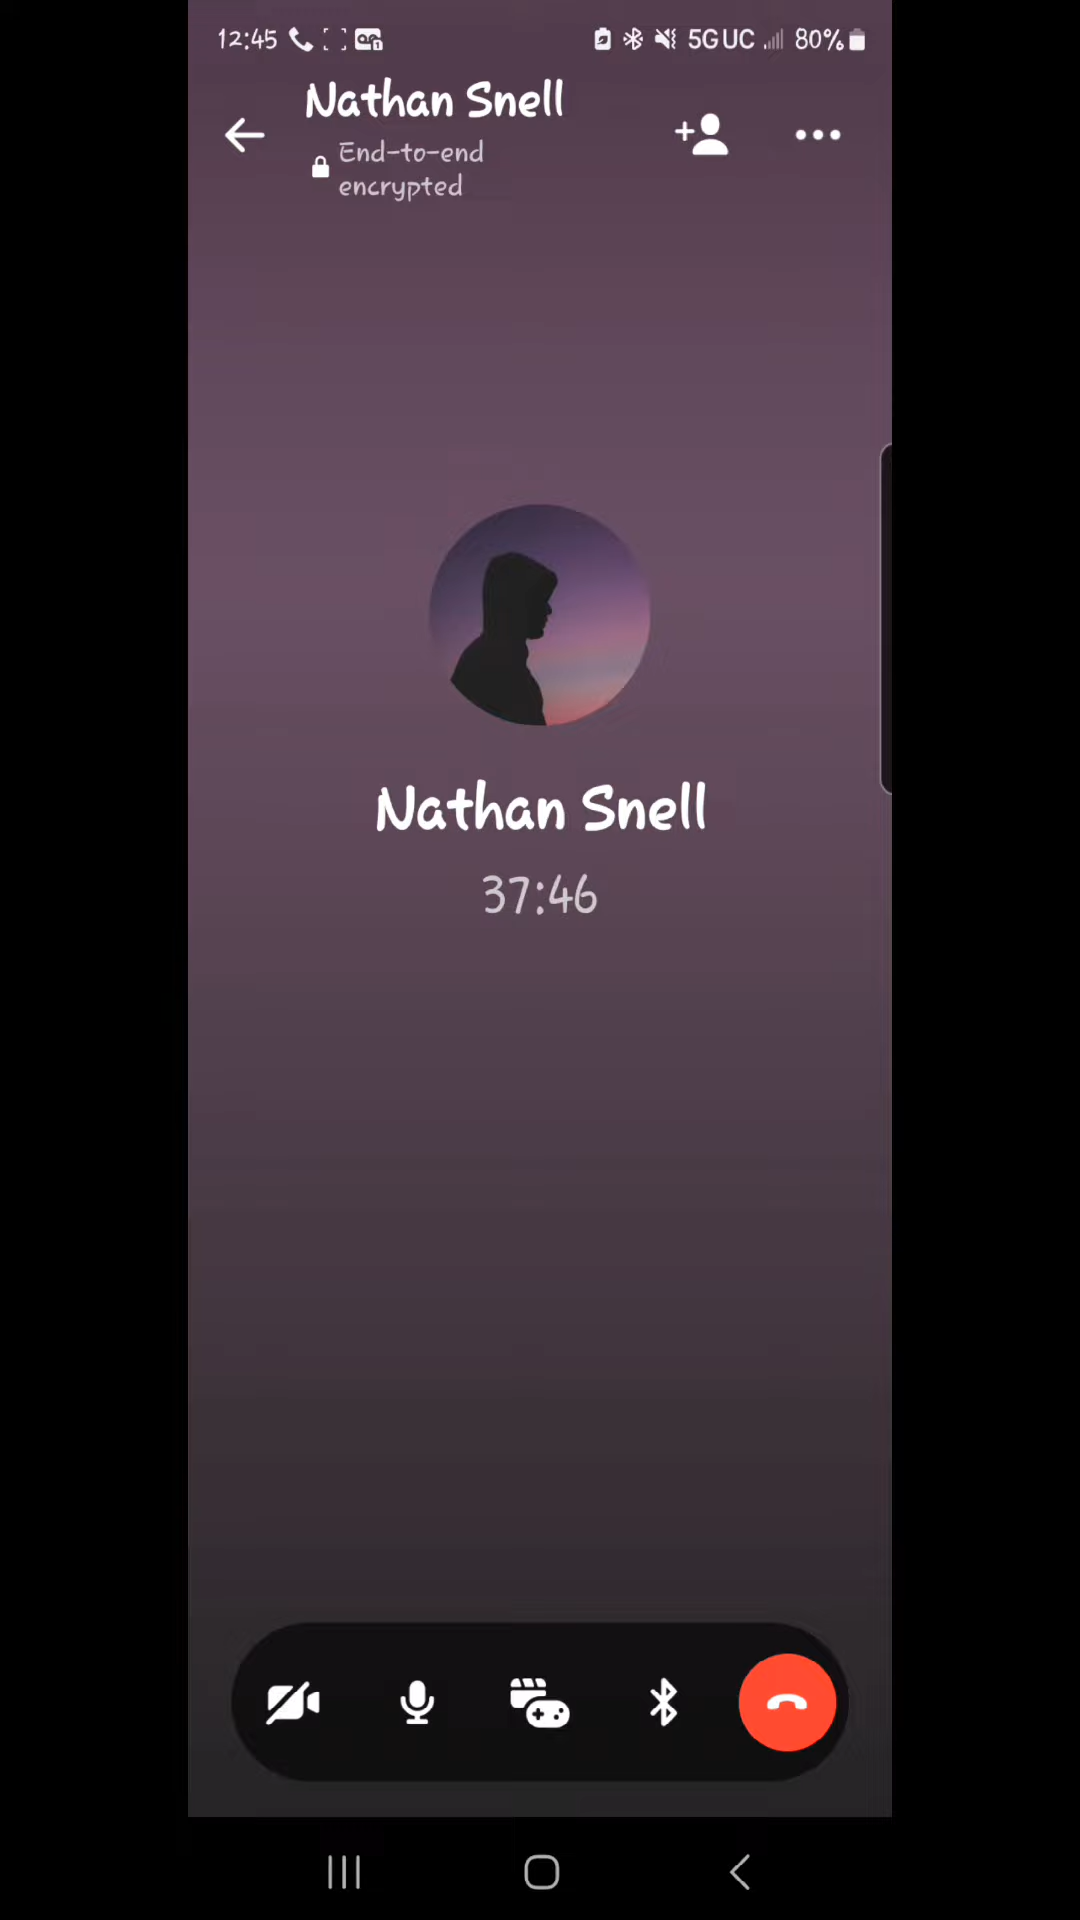 12:45 5G UC 80%
Nathan Snell
End-to-end
encrypted
Nathan Snell
37:46